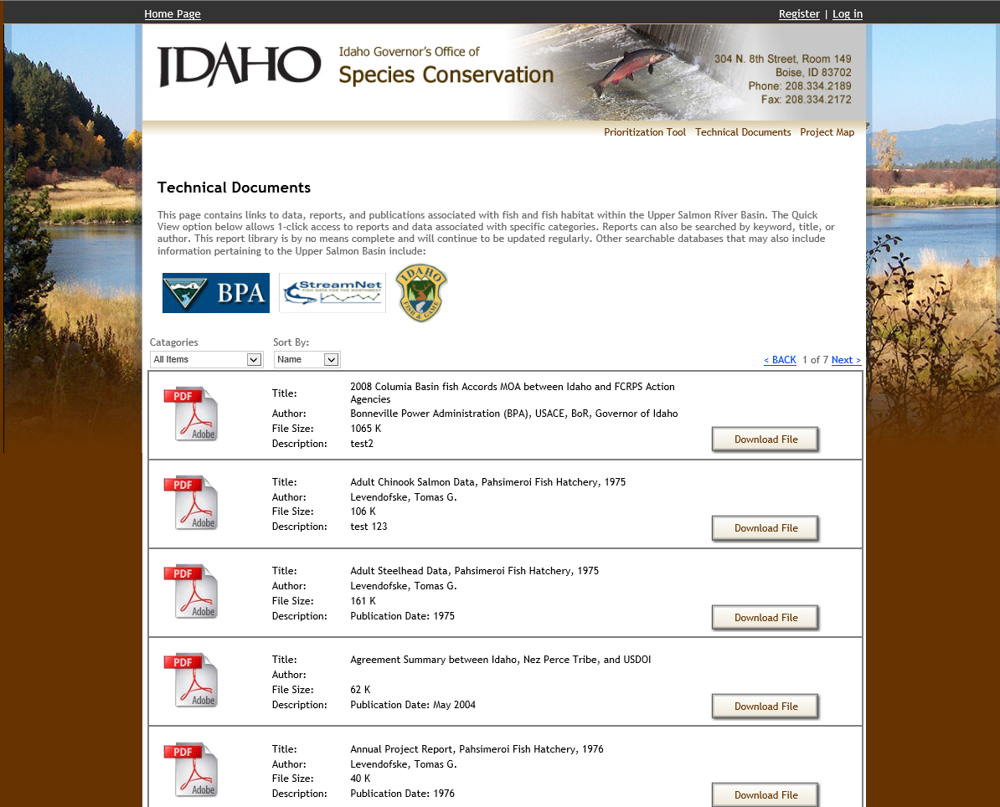 Home Page
Register | Log in
IDAHO
Idaho Governor's Office of
Species Conservation
304 N. 8th Street, Room 149
Boise, ID 83702
Phone: 208.334.2189
Fax: 208.334.2172
Prioritization Tool Technical Documents Project Map
Technical Documents
This page contains links to data, reports, and publications associated with fish and fish habitat within the Upper Salmon River Basin. The Quick
View option below allows 1-click access to reports and data associated with specific categories. Reports can also be searched by keyword, title, or
author. This report library is by no means complete and will continue to be updated regularly. Other searchable databases that may also include
information pertaining to the Upper Salmon Basin include:
BPA
StreamNet
FISH DATA FOR THE NORTHWEST
IDAHO
FISH & GAME
Catagories
Sort By:
All Items
Name
< BACK 1 of 7 Next >
PDF
Adobe
Title: 2008 Columia Basin fish Accords MOA between Idaho and FCRPS Action
Agencies
Author: Bonneville Power Administration (BPA), USACE, BoR, Governor of Idaho
File Size: 1065 K
Description: test2
Download File
PDF
Adobe
Title: Adult Chinook Salmon Data, Pahsimeroi Fish Hatchery, 1975
Author: Levendofske, Tomas G.
File Size: 106 K
Description: test 123
Download File
PDF
Adobe
Title: Adult Steelhead Data, Pahsimeroi Fish Hatchery, 1975
Author: Levendofske, Tomas G.
File Size: 161 K
Description: Publication Date: 1975
Download File
PDF
Adobe
Title: Agreement Summary between Idaho, Nez Perce Tribe, and USDOI
Author:
File Size: 62 K
Description: Publication Date: May 2004
Download File
PDF
Adobe
Title: Annual Project Report, Pahsimeroi Fish Hatchery, 1976
Author: Levendofske, Tomas G.
File Size: 40 K
Description: Publication Date: 1976
Download File